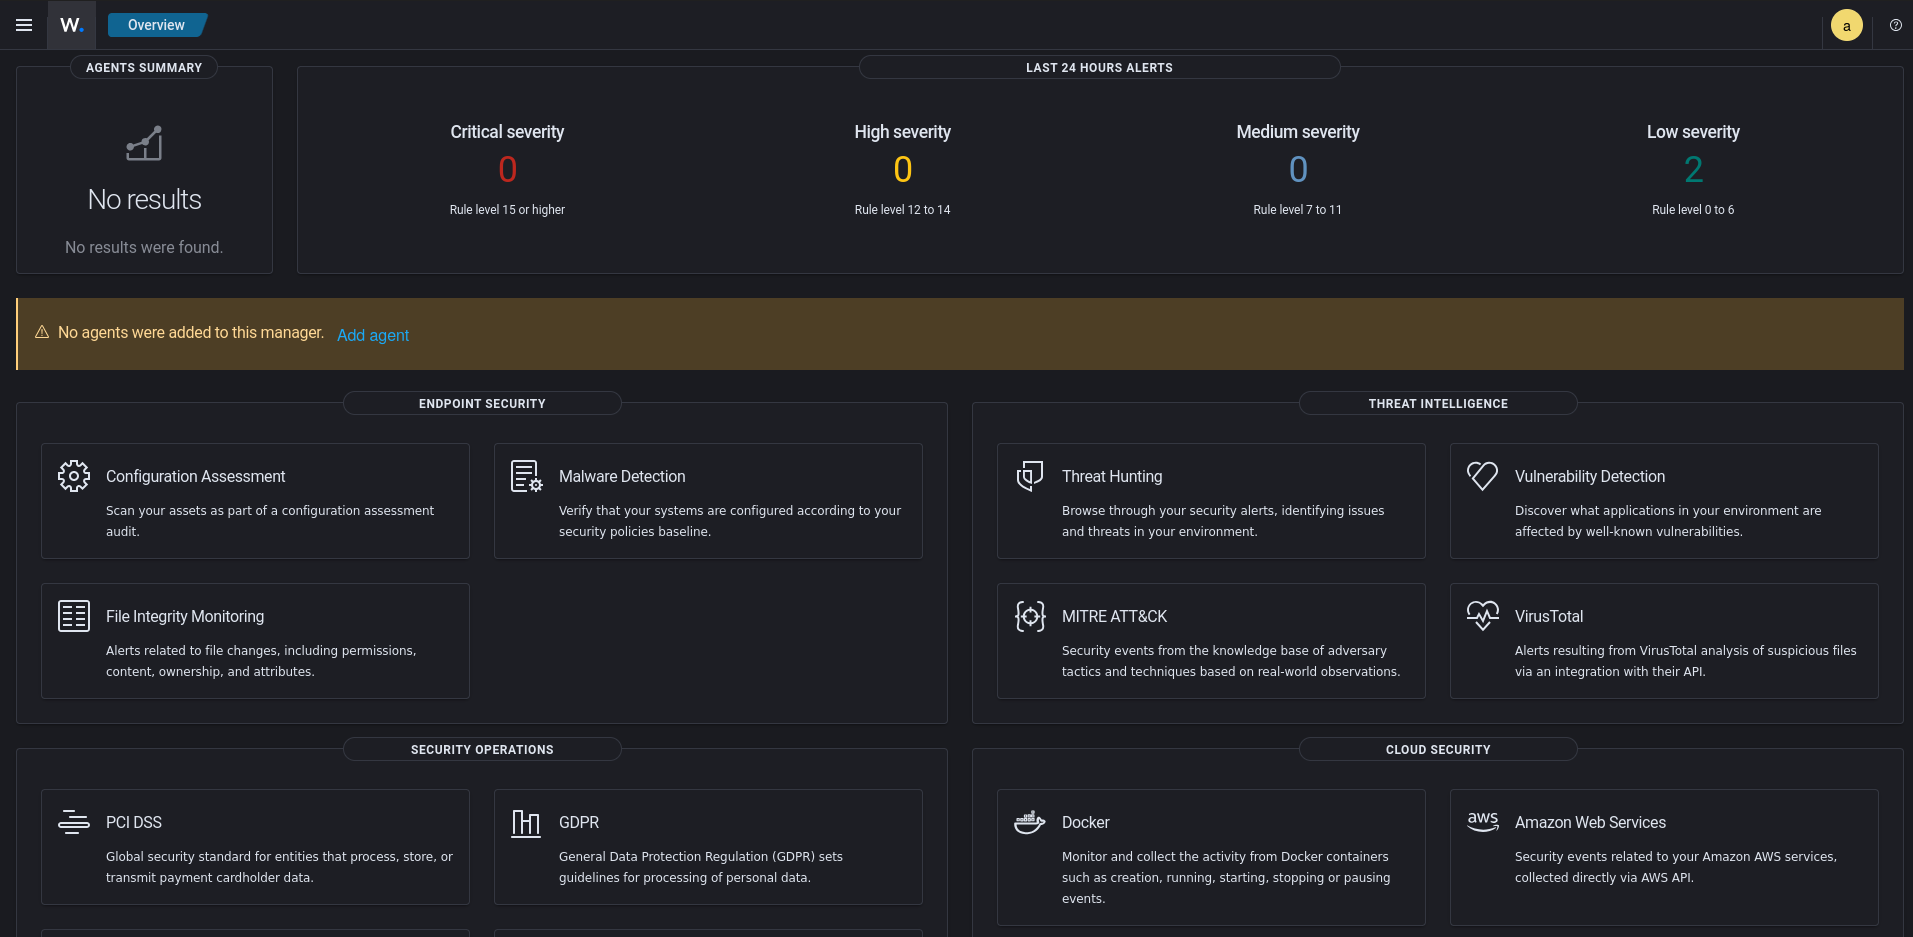 W.
Overview
a
AGENTS SUMMARY
No results
No results were found.
LAST 24 HOURS ALERTS
Critical severity
0
Rule level 15 or higher
High severity
0
Rule level 12 to 14
Medium severity
0
Rule level 7 to 11
Low severity
2
Rule level 0 to 6
No agents were added to this manager. Add agent
ENDPOINT SECURITY
Configuration Assessment
Scan your assets as part of a configuration assessment
audit.
Malware Detection
Verify that your systems are configured according to your
security policies baseline.
File Integrity Monitoring
Alerts related to file changes, including permissions,
content, ownership, and attributes.
THREAT INTELLIGENCE
Threat Hunting
Browse through your security alerts, identifying issues
and threats in your environment.
Vulnerability Detection
Discover what applications in your environment are
affected by well-known vulnerabilities.
MITRE ATT&CK
Security events from the knowledge base of adversary
tactics and techniques based on real-world observations.
VirusTotal
Alerts resulting from VirusTotal analysis of suspicious files
via an integration with their API.
SECURITY OPERATIONS
PCI DSS
Global security standard for entities that process, store, or
transmit payment cardholder data.
GDPR
General Data Protection Regulation (GDPR) sets
guidelines for processing of personal data.
CLOUD SECURITY
Docker
Monitor and collect the activity from Docker containers
such as creation, running, starting, stopping or pausing
events.
aws
Amazon Web Services
Security events related to your Amazon AWS services,
collected directly via AWS API.